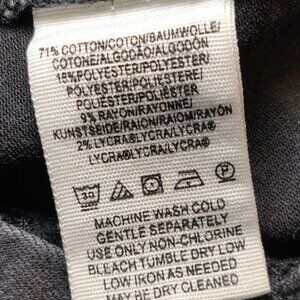 71% COTTON/COTON/BAUMWOLLE/
COTONE/ALGODÃO/ALGODÓN
18% POLYESTER/POLYESTER/
POLYESTER/POLIESTERE/
POLIÉSTER/POLIÉSTER
9% RAYON/RAYONNE/
KUNSTSEIDE/RAION/RAIOM/RAYÓN
2% LYCRA®LYCRA/LYCRA®
LYCRA®LYCRA/LYCRA®
30
MACHINE WASH COLD
GENTLE SEPARATELY
USE ONLY NON-CHLORINE
BLEACH TUMBLE DRY LOW
LOW IRON AS NEEDED
MAY BE DRY CLEANED